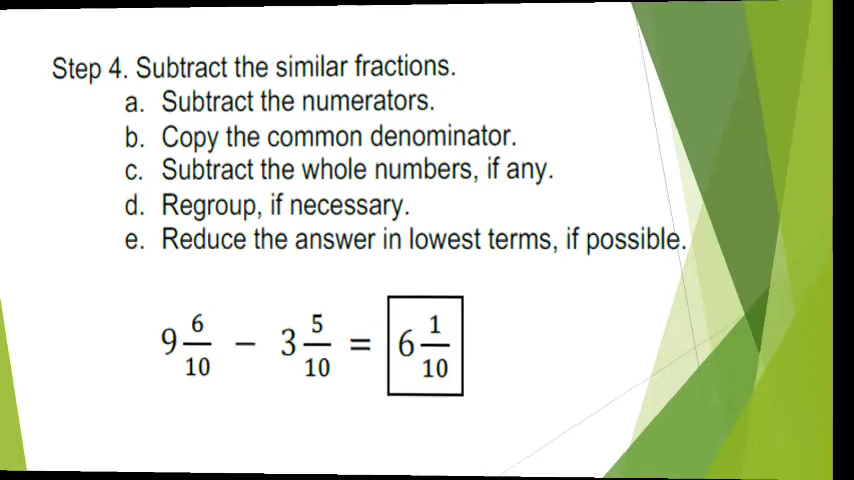 Step 4. Subtract the similar fractions.
a. Subtract the numerators.
b. Copy the common denominator.
c. Subtract the whole numbers, if any.
d. Regroup, if necessary.
e. Reduce the answer in lowest terms, if possible.
9 6/10 − 3 5/10 = 6 1/10